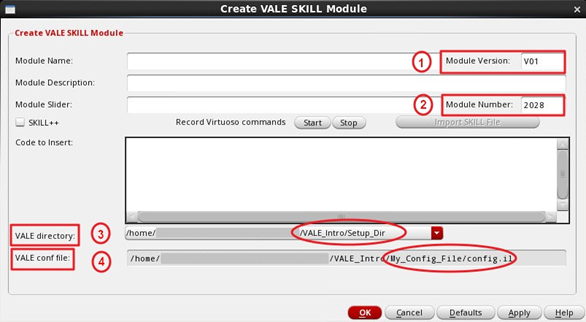 Create VALE SKILL Module
Create VALE SKILL Module
Module Name: 1 Module Version: V01
Module Description:
Module Slider: 2 Module Number: 2028
SKILL++ Record Virtuoso commands Start Stop Import SKILL File
Code to Insert:
VALE directory: 3 /home/ /VALE_Intro/Setup_Dir
VALE conf file: 4 /home/ /VALE_Intro/My_Config_File/config.il
OK Cancel Defaults Apply Help